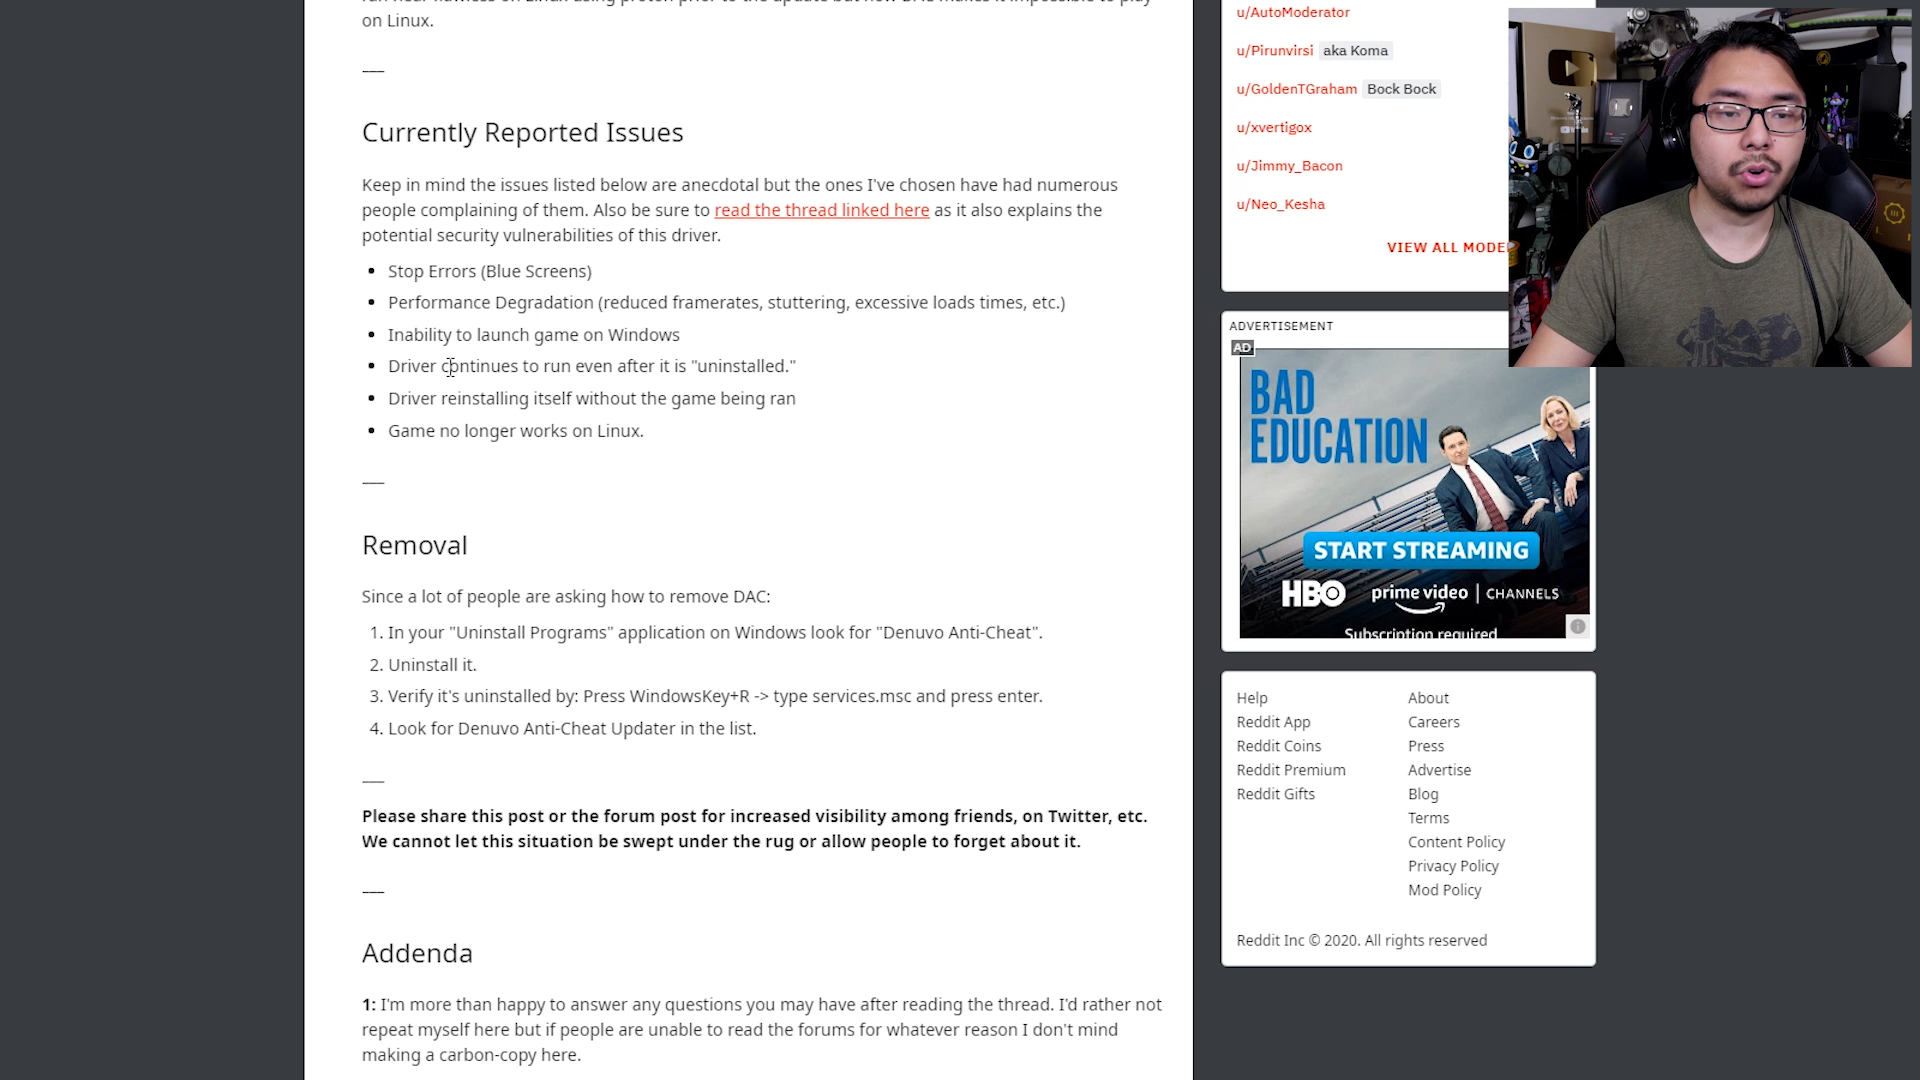 on Linux.
Currently Reported Issues
Keep in mind the issues listed below are anecdotal but the ones I've chosen have had numerous
people complaining of them. Also be sure to read the thread linked here as it also explains the
potential security vulnerabilities of this driver.
• Stop Errors (Blue Screens)
• Performance Degradation (reduced framerates, stuttering, excessive loads times, etc.)
• Inability to launch game on Windows
• Driver continues to run even after it is "uninstalled."
• Driver reinstalling itself without the game being ran
• Game no longer works on Linux.
Removal
Since a lot of people are asking how to remove DAC:
1. In your "Uninstall Programs" application on Windows look for "Denuvo Anti-Cheat".
2. Uninstall it.
3. Verify it's uninstalled by: Press WindowsKey+R -> type services.msc and press enter.
4. Look for Denuvo Anti-Cheat Updater in the list.
Please share this post or the forum post for increased visibility among friends, on Twitter, etc.
We cannot let this situation be swept under the rug or allow people to forget about it.
Addenda
1: I'm more than happy to answer any questions you may have after reading the thread. I'd rather not
repeat myself here but if people are unable to read the forums for whatever reason I don't mind
making a carbon-copy here.
u/AutoModerator
u/Pirunvirsi aka Koma
u/GoldenTGraham Bock Bock
u/xvertigox
u/Jimmy_Bacon
u/Neo_Kesha
VIEW ALL MODE
ADVERTISEMENT
AD
BAD
EDUCATION
START STREAMING
HBO prime video | CHANNELS
Subscription required
Help About
Reddit App Careers
Reddit Coins Press
Reddit Premium Advertise
Reddit Gifts Blog
Terms
Content Policy
Privacy Policy
Mod Policy
Reddit Inc © 2020. All rights reserved